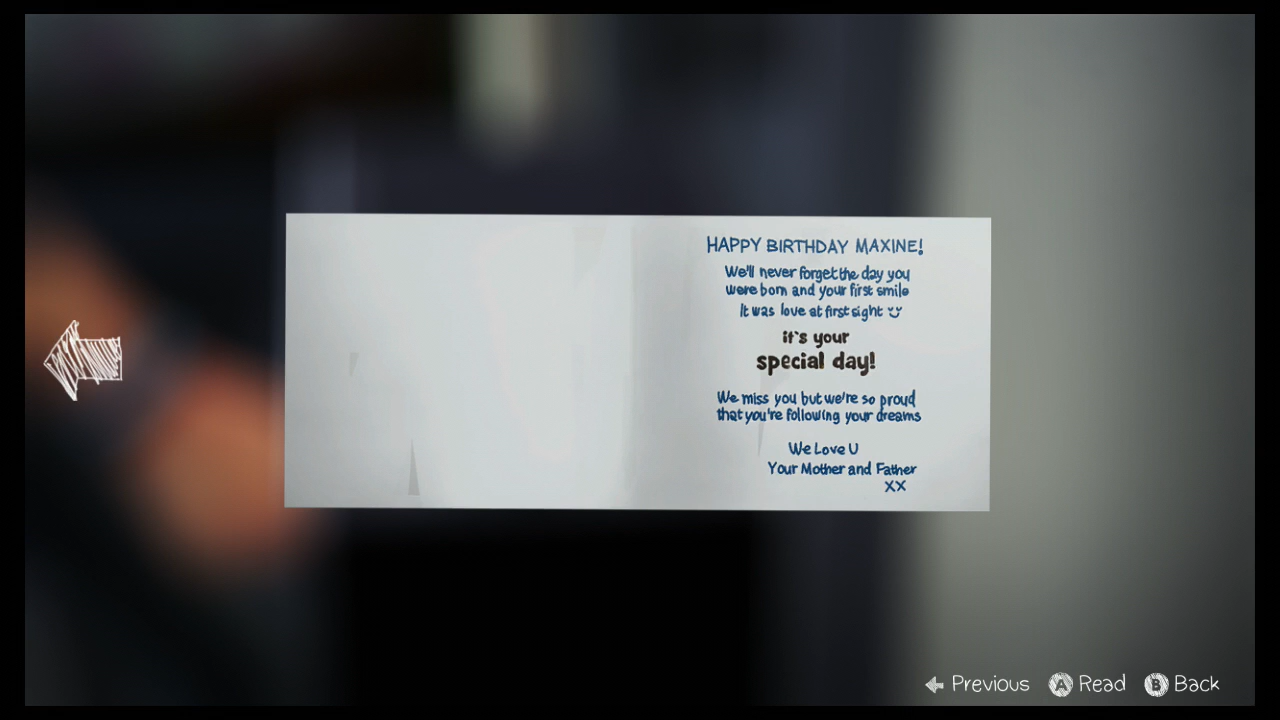 HAPPY BIRTHDAY MAXINE!
We'll never forget the day you
were born and your first smile
It was love at first sight
it's your
special day!
We miss you but we're so proud
that you're following your dreams
We Love U
Your Mother and Father
XX
Previous A Read B Back